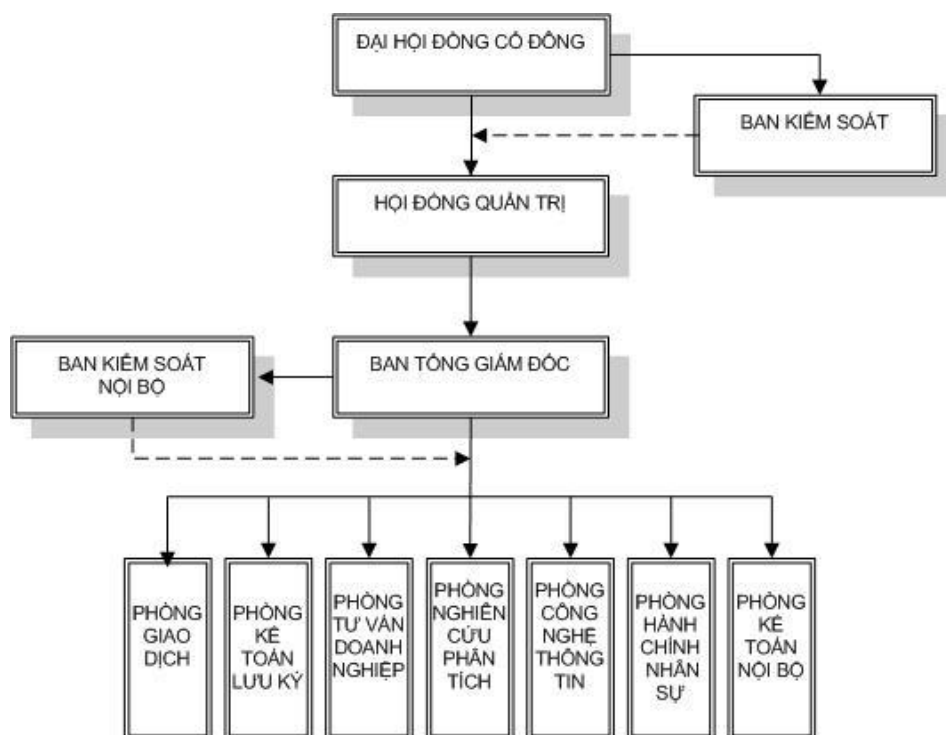 ĐẠI HỘI ĐỒNG CỔ ĐÔNG
BAN KIỂM SOÁT
HỘI ĐỒNG QUẢN TRỊ
BAN KIỂM SOÁT
NỘI BỘ
BAN TỔNG GIÁM ĐỐC
PHÒNG
GIAO
DỊCH
PHÒNG
KẾ
TOÁN
LƯU KÝ
PHÒNG
TƯ VẤN
DOANH
NGHIỆP
PHÒNG
NGHIÊN
CỨU
PHÂN
TÍCH
PHÒNG
CÔNG
NGHỆ
THÔNG
TIN
PHÒNG
HÀNH
CHÍNH
NHÂN
SỰ
PHÒNG
KẾ
TOÁN
NỘI BỘ